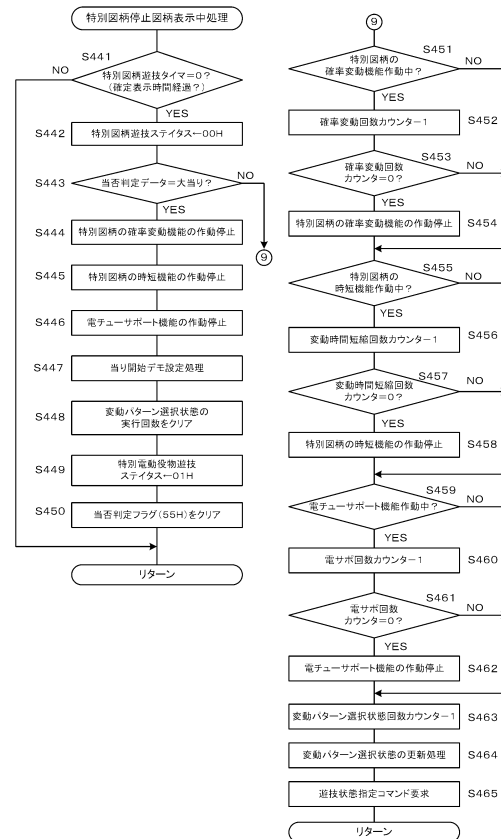 特別図柄停止図柄表示中処理
S441
NO
特別図柄遊技タイマ=0?
(確定表示時間経過?)
YES
S442
特別図柄遊技ステイタス←00H
S443
当否判定データ=大当り?
NO
YES
S444
特別図柄の確率変動機能の作動停止
⑨
S445
特別図柄の時短機能の作動停止
S446
電チューサポート機能の作動停止
S447
当り開始デモ設定処理
S448
変動パターン選択状態の
実行回数をクリア
S449
特別電動役物遊技
ステイタス←01H
S450
当否判定フラグ(55H)をクリア
リターン
⑨
S451
特別図柄の
確率変動機能作動中?
NO
YES
確率変動回数カウンター1
S452
S453
確率変動回数
カウンタ=0?
NO
YES
特別図柄の確率変動機能の作動停止
S454
S455
特別図柄の
時短機能作動中?
NO
YES
変動時間短縮回数カウンター1
S456
S457
変動時間短縮回数
カウンタ=0?
NO
YES
特別図柄の時短機能の作動停止
S458
S459
電チューサポート機能作動中?
NO
YES
電サポ回数カウンター1
S460
S461
電サポ回数
カウンタ=0?
NO
YES
電チューサポート機能の作動停止
S462
変動パターン選択状態回数カウンター1
S463
変動パターン選択状態の更新処理
S464
遊技状態指定コマンド要求
S465
リターン